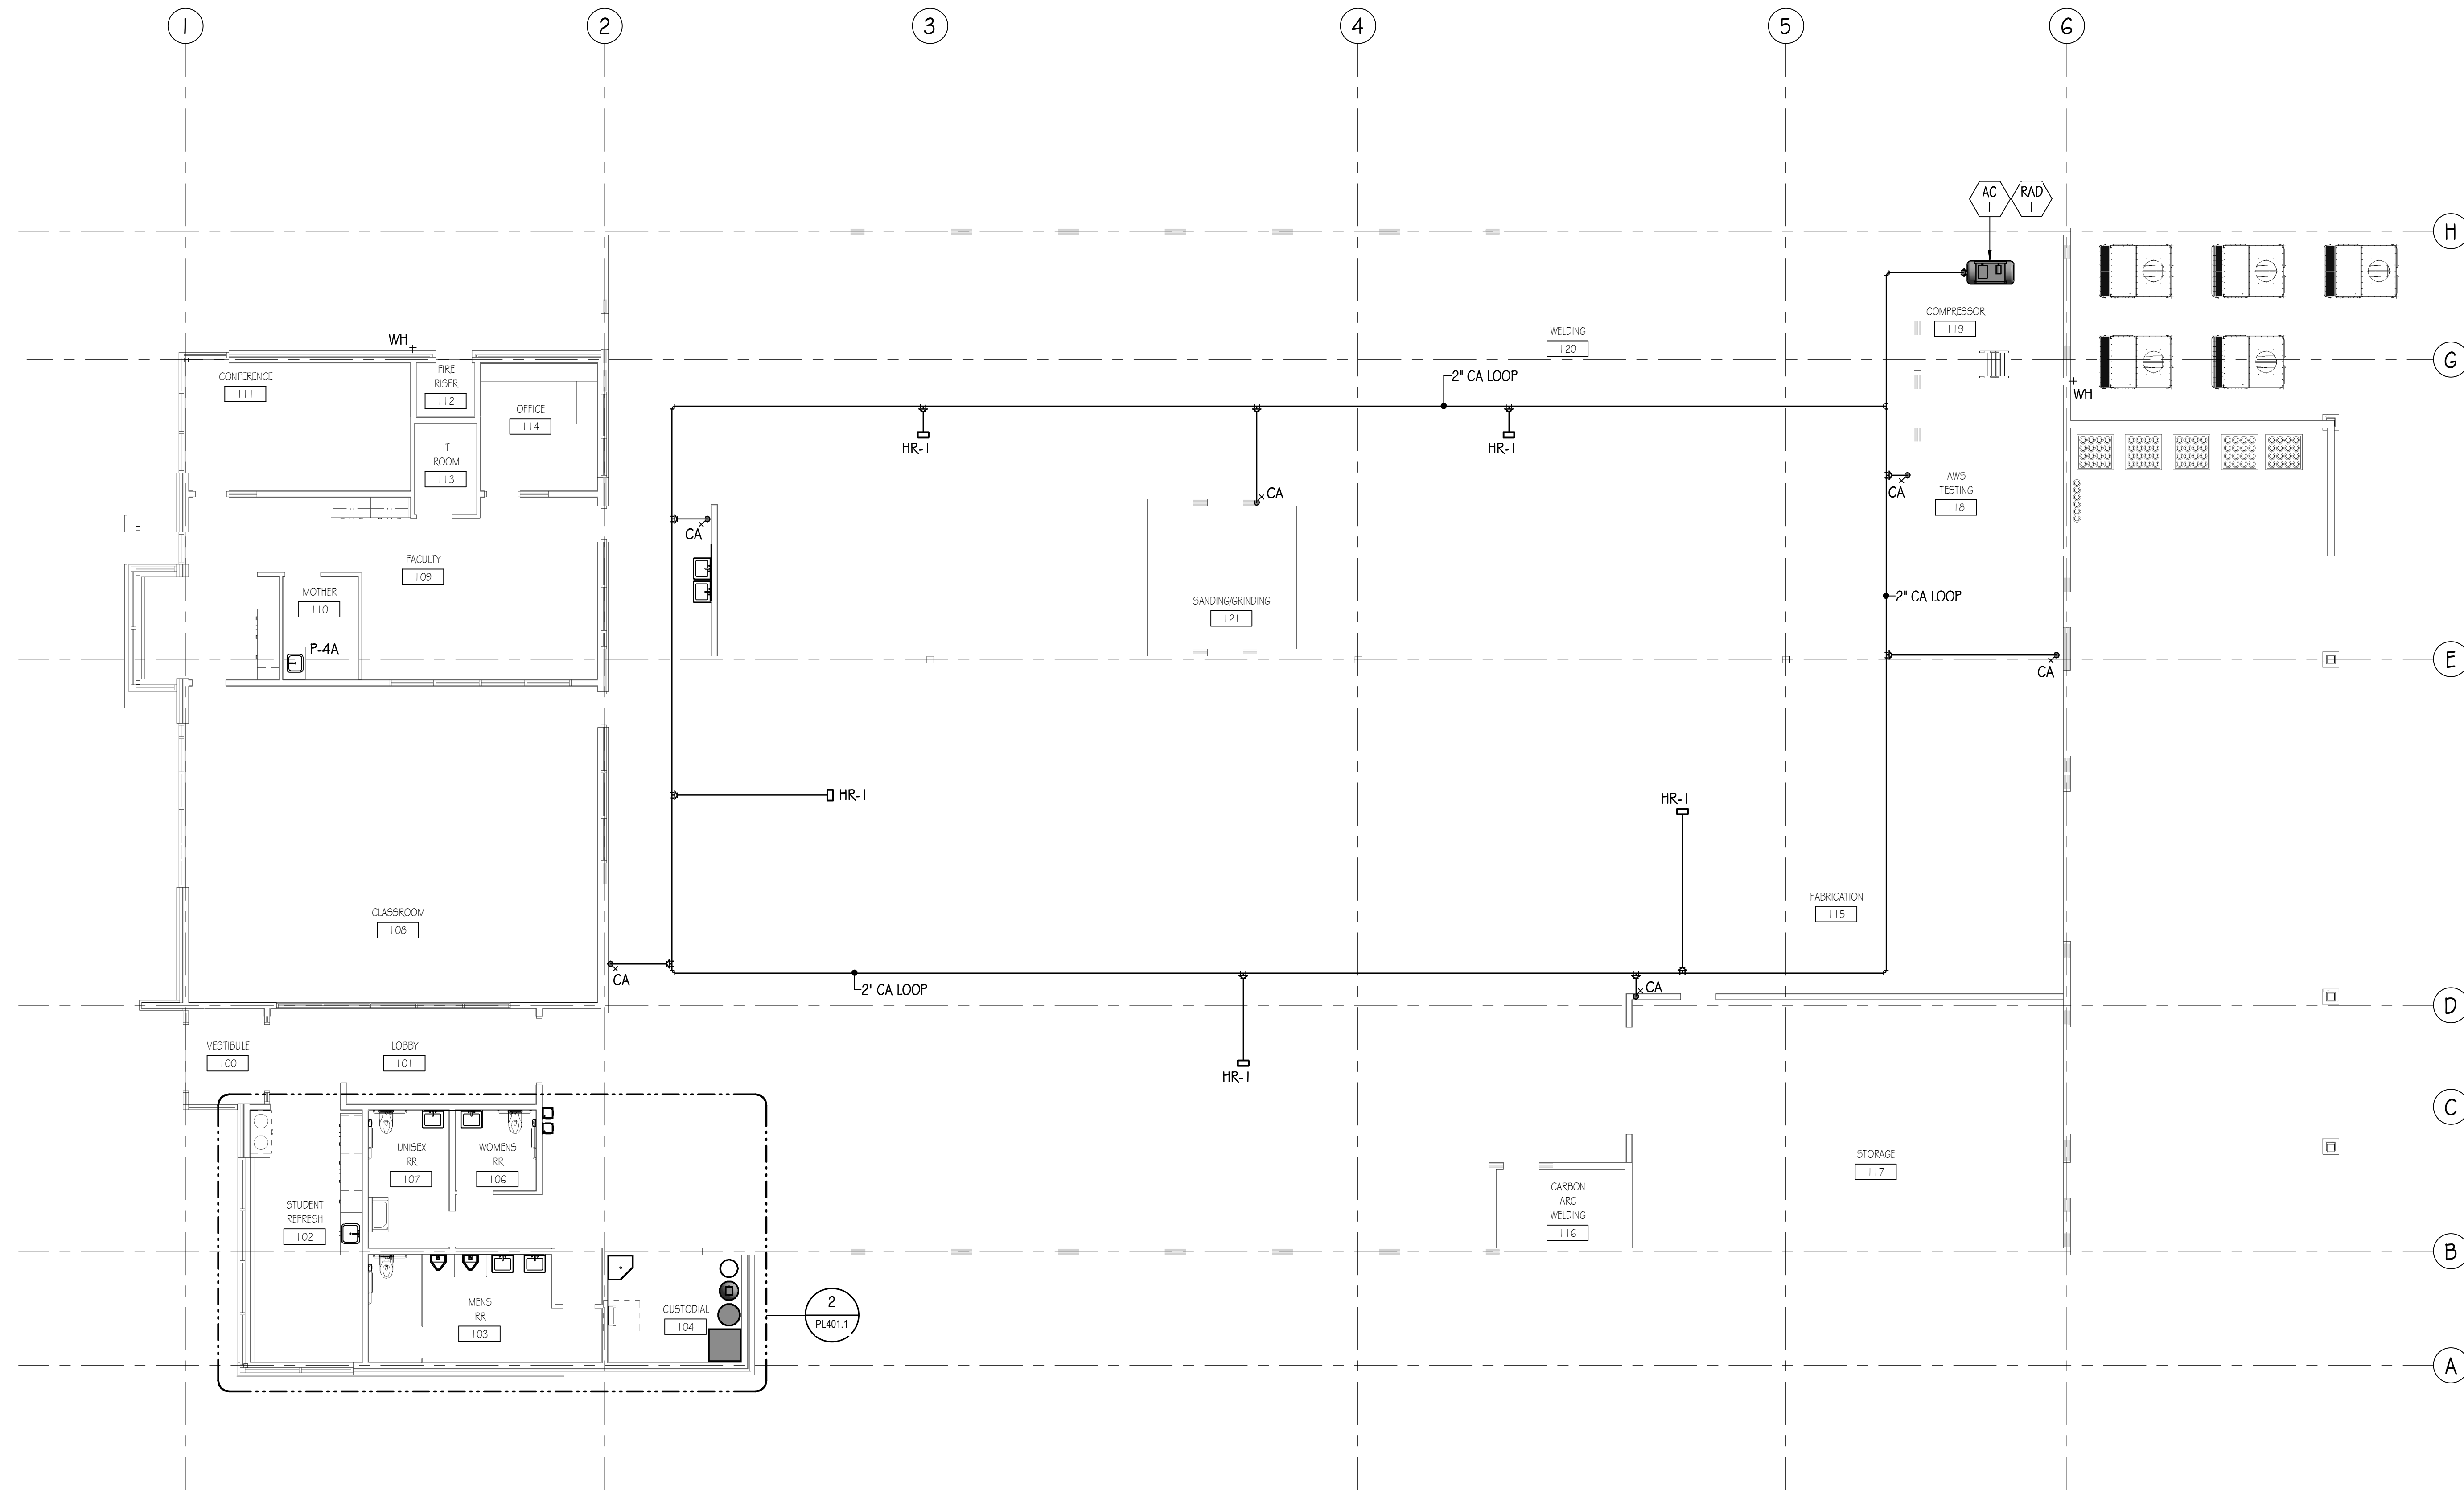 1
2
3
4
5
6
AC
1
RAD
1
H
COMPRESSOR
119
WELDING
120
WH
G
CONFERENCE
111
FIRE
RISER
112
2" CA LOOP
WH
OFFICE
114
HR-1
HR-1
IT
ROOM
113
CA
CA
AWS
TESTING
118
CA
FACULTY
109
MOTHER
110
SANDING/GRINDING
121
2" CA LOOP
P-4A
E
CA
HR-1
HR-1
FABRICATION
115
CLASSROOM
108
CA
2" CA LOOP
CA
D
VESTIBULE
100
LOBBY
101
HR-1
C
UNISEX
RR
107
WOMENS
RR
106
STORAGE
117
CARBON
ARC
WELDING
116
STUDENT
REFRESH
102
B
MENS
RR
103
CUSTODIAL
104
2
PL401.1
A